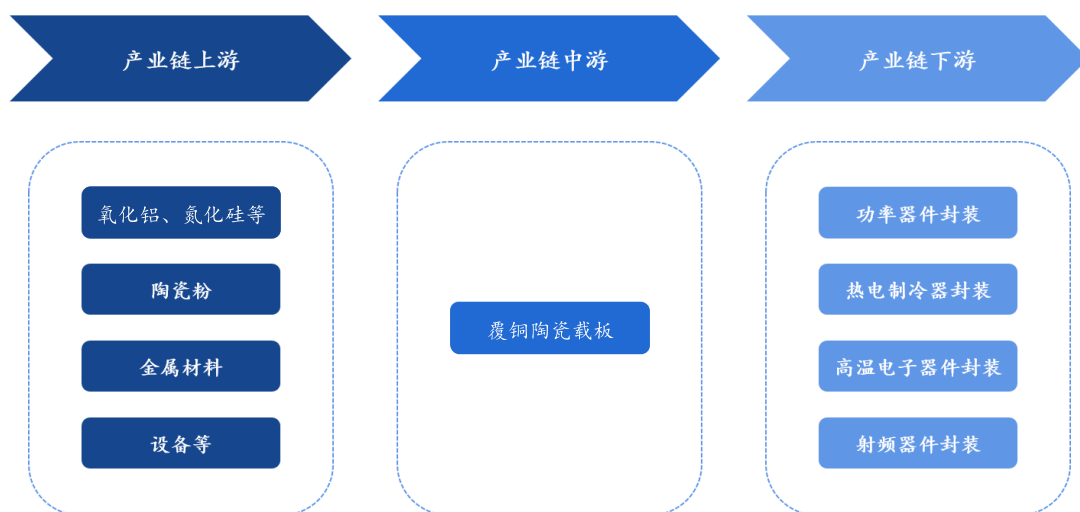 产业链上游
产业链中游
产业链下游
氧化铝、氮化硅等
陶瓷粉
金属材料
设备等
覆铜陶瓷载板
功率器件封装
热电制冷器封装
高温电子器件封装
射频器件封装